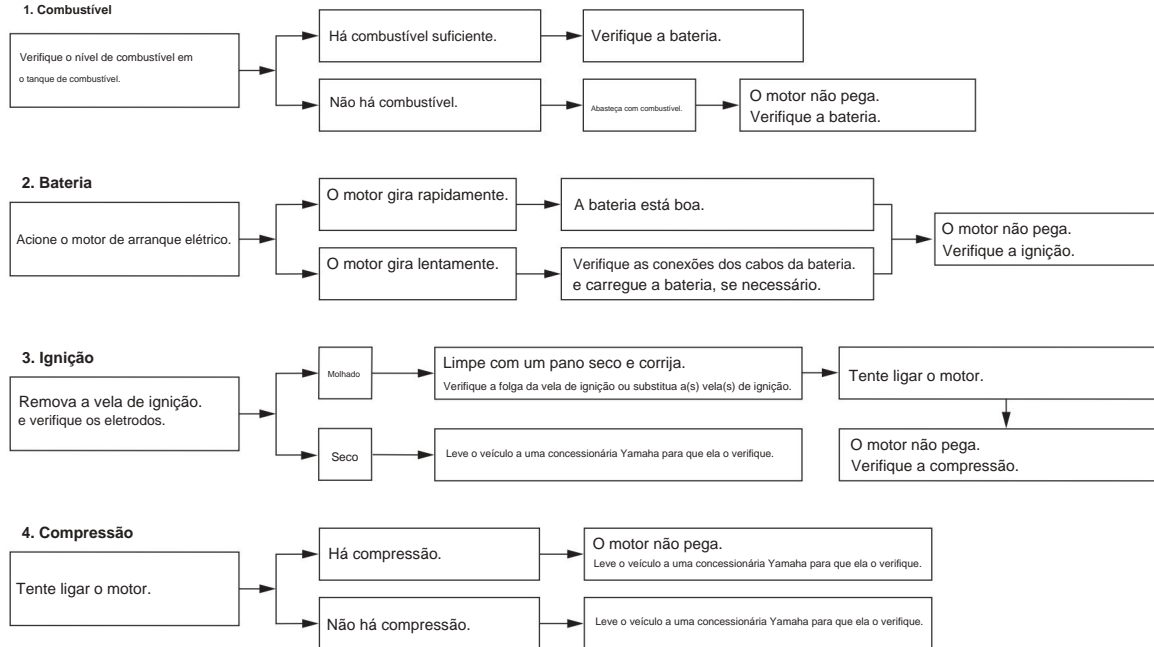 1. Combustível
Verifique o nível de combustível em
o tanque de combustível.
Há combustível suficiente.
Verifique a bateria.
Não há combustível.
Abasteça com combustível.
O motor não pega.
Verifique a bateria.
2. Bateria
Acione o motor de arranque elétrico.
O motor gira rapidamente.
A bateria está boa.
O motor gira lentamente.
Verifique as conexões dos cabos da bateria.
e carregue a bateria, se necessário.
O motor não pega.
Verifique a ignição.
3. Ignição
Remova a vela de ignição.
e verifique os eletrodos.
Molhado
Limpe com um pano seco e corrija.
Verifique a folga da vela de ignição ou substitua a(s) vela(s) de ignição.
Tente ligar o motor.
O motor não pega.
Verifique a compressão.
Seco
Leve o veículo a uma concessionária Yamaha para que ela o verifique.
4. Compressão
Tente ligar o motor.
Há compressão.
O motor não pega.
Leve o veículo a uma concessionária Yamaha para que ela o verifique.
Não há compressão.
Leve o veículo a uma concessionária Yamaha para que ela o verifique.